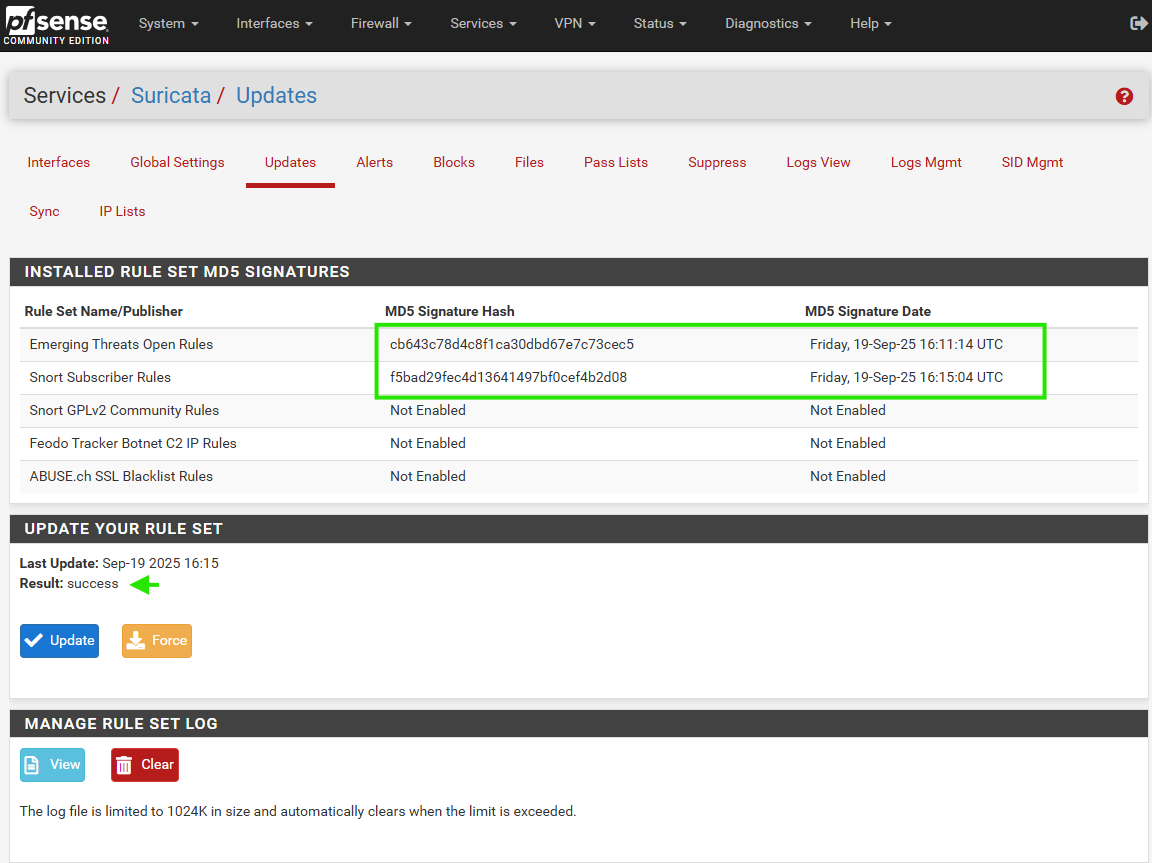 pfsense System Interfaces Firewall Services VPN Status Diagnostics Help
COMMUNITY EDITION
Services / Suricata / Updates
Interfaces Global Settings Updates Alerts Blocks Files Pass Lists Suppress Logs View Logs Mgmt SID Mgmt
Sync IP Lists
INSTALLED RULE SET MD5 SIGNATURES
Rule Set Name/Publisher MD5 Signature Hash MD5 Signature Date
Emerging Threats Open Rules cb643c78d4c8f1ca30dbd67e7c73cec5 Friday, 19-Sep-25 16:11:14 UTC
Snort Subscriber Rules f5bad29fec4d13641497bf0cef4b2d08 Friday, 19-Sep-25 16:15:04 UTC
Snort GPLv2 Community Rules Not Enabled Not Enabled
Feodo Tracker Botnet C2 IP Rules Not Enabled Not Enabled
ABUSE.ch SSL Blacklist Rules Not Enabled Not Enabled
UPDATE YOUR RULE SET
Last Update: Sep-19 2025 16:15
Result: success
Update Force
MANAGE RULE SET LOG
View Clear
The log file is limited to 1024K in size and automatically clears when the limit is exceeded.